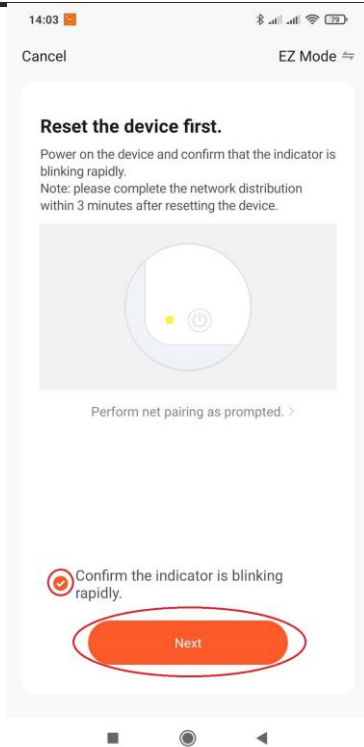 14:03
79
Cancel
EZ Mode
Reset the device first.
Power on the device and confirm that the indicator is
blinking rapidly.
Note: please complete the network distribution
within 3 minutes after resetting the device.
Perform net pairing as prompted. >
Confirm the indicator is blinking
rapidly.
Next